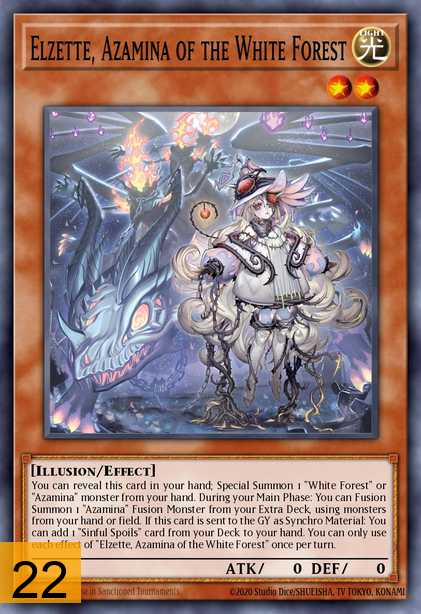 Elzette, Azamina of the White Forest
LIGHT
光
[Illusion/Effect]
You can reveal this card in your hand; Special Summon 1 "White Forest" or
"Azamina" monster from your hand. During your Main Phase: You can Fusion
Summon 1 "Azamina" Fusion Monster from your Extra Deck, using monsters
from your hand or field. If this card is sent to the GY as Synchro Material: You
can add 1 "Sinful Spoils" card from your Deck to your hand. You can only use
each effect of "Elzette, Azamina of the White Forest" once per turn.
ATK/ 0 DEF/ 0
22
in Sanctioned Tournaments
©2020 Studio Dice/SHUEISHA, TV TOKYO, KONAMI